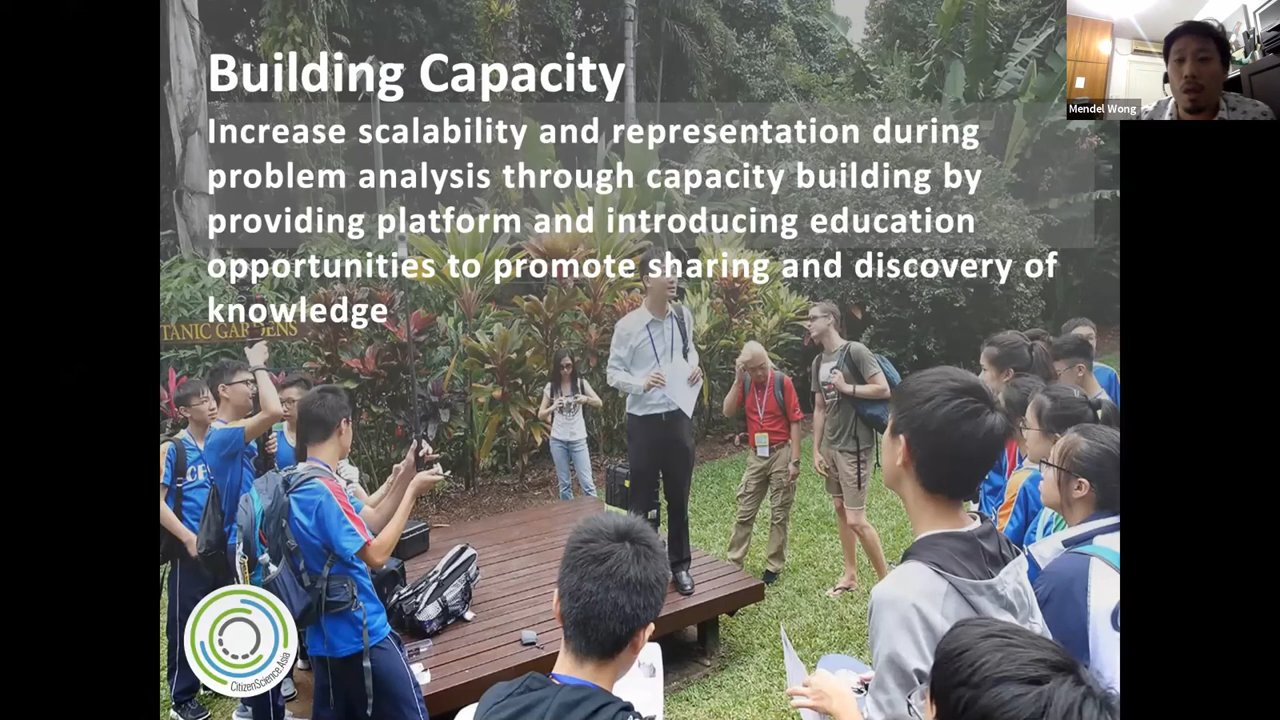 Building Capacity
Increase scalability and representation during
problem analysis through capacity building by
providing platform and introducing education
opportunities to promote sharing and discovery of
knowledge
Mendel Wong
TANIC GARDENS
CitizenScience.Asia